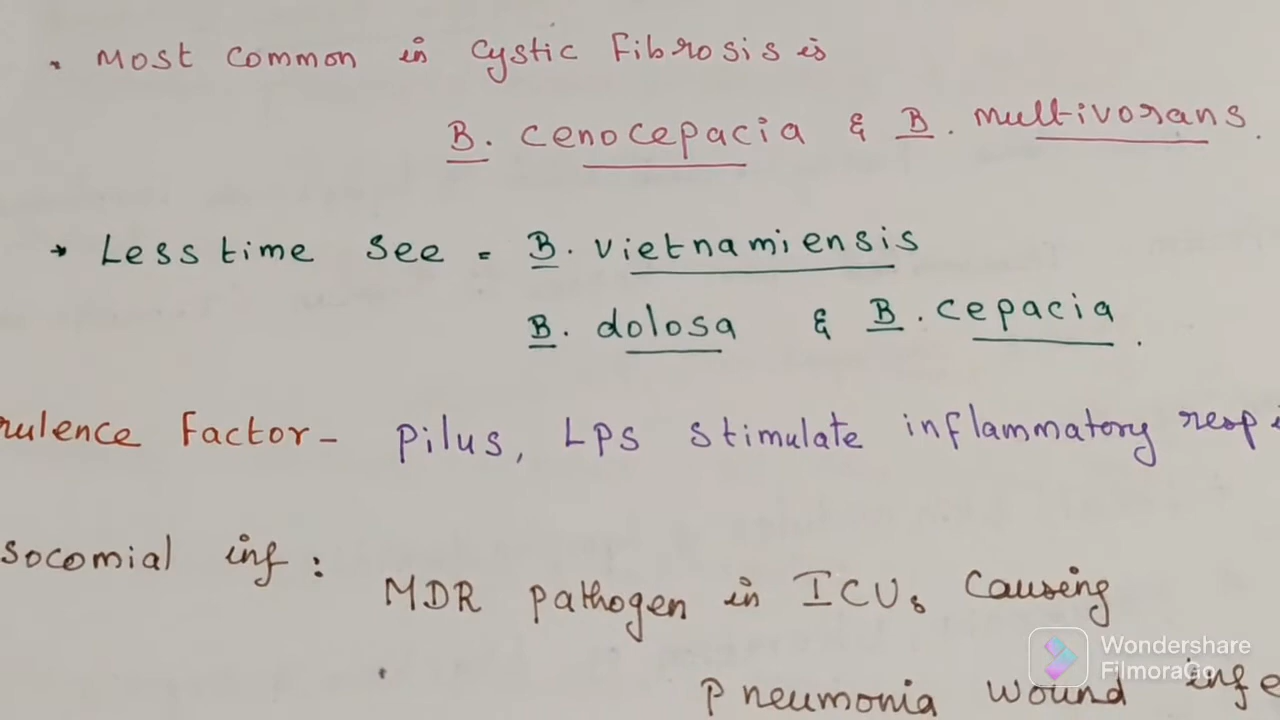 . Most common in cystic Fibrosis is
B. cenocepacia & B. multivorans.
→ Less time see = B. vietnamiensis
B. dolosa & B. cepacia.
rulence Factor - pilus, LPS stimulate inflammatory resp
socomial inf :
MDR pathogen in ICUs causing
Pneumonia wound infe
Wondershare
FilmoraGo